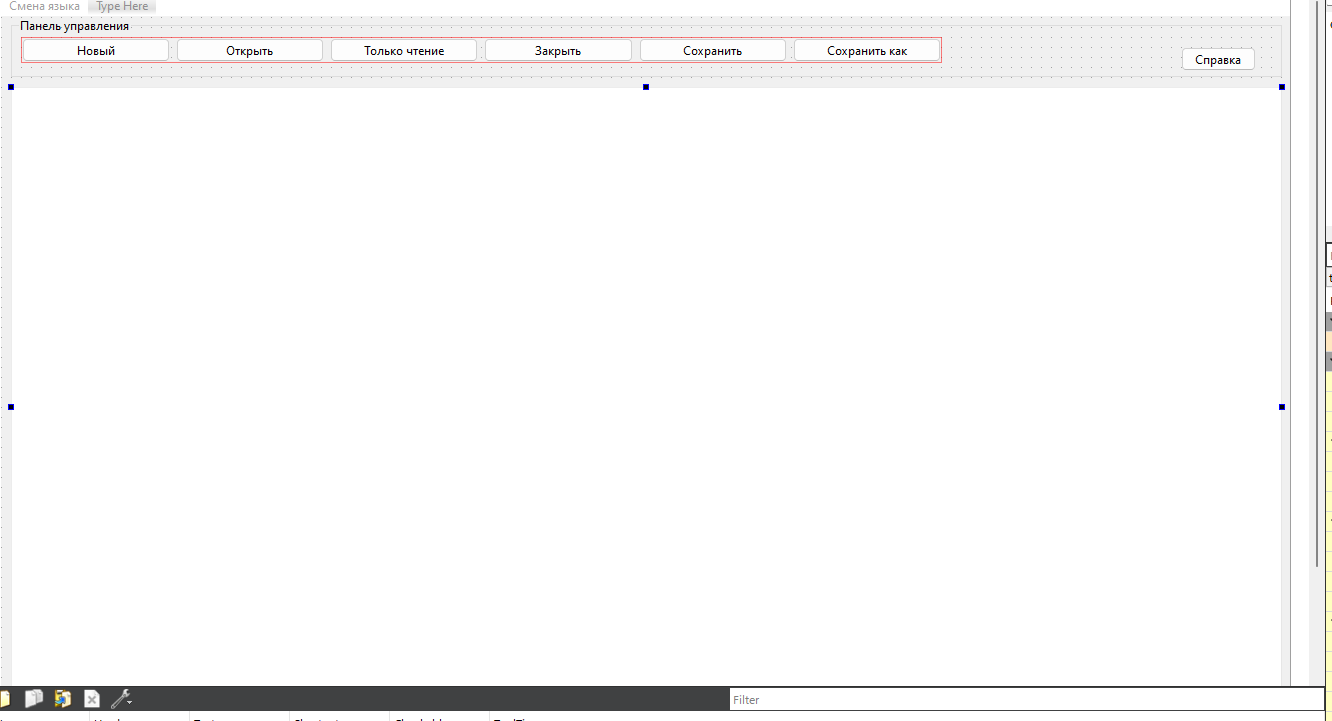 Смена языка Type Here
Панель управления
Новый Открыть Только чтение Закрыть Сохранить Сохранить как
Справка
Filter